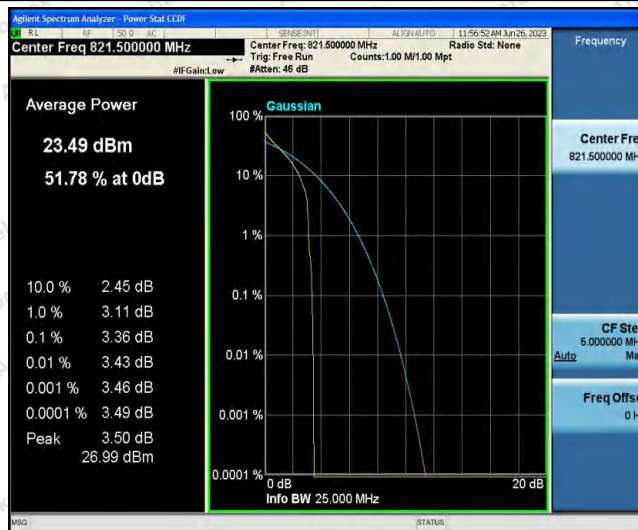 Agilent Spectrum Analyzer - Power Stat CCDF
RL RF 50 Ω AC SENSE:INT ALIGN AUTO 11:56:52 AM Jun 26, 2023
Center Freq 821.500000 MHz
Center Freq: 821.500000 MHz Radio Std: None
Trig: Free Run Counts:1.00 M/1.00 Mpt
#IFGain:Low #Atten: 46 dB
Frequency
Average Power
23.49 dBm
51.78 % at 0dB
10.0 % 2.45 dB
1.0 % 3.11 dB
0.1 % 3.36 dB
0.01 % 3.43 dB
0.001 % 3.46 dB
0.0001 % 3.49 dB
Peak 3.50 dB
26.99 dBm
Gaussian
100 %
10 %
1 %
0.1 %
0.01 %
0.001 %
0.0001 %
0 dB 20 dB
Info BW 25.000 MHz
Center Fre
821.500000 MH
CF Ste
5.000000 MH
Auto Ma
Freq Offse
0 H
MSG STATUS